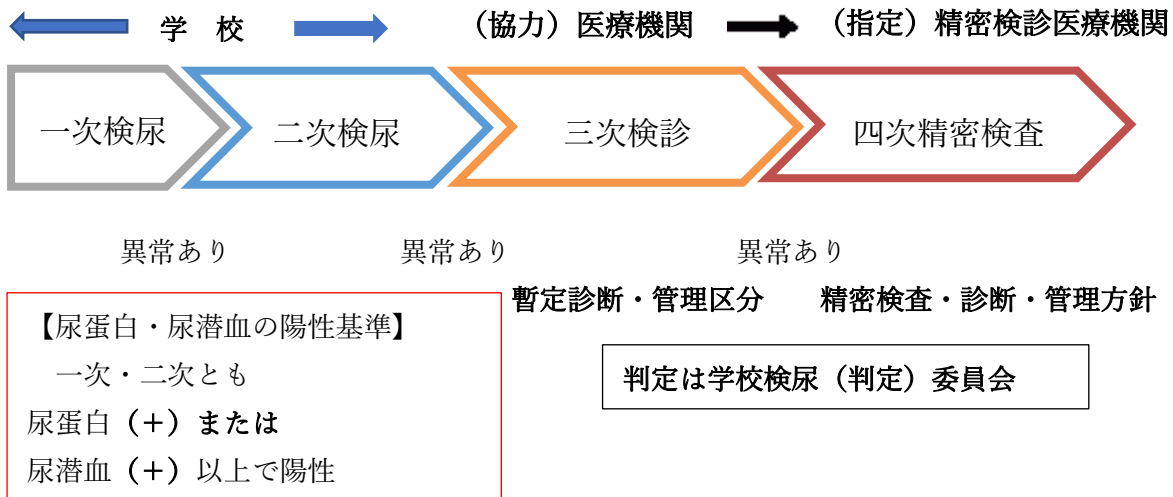 学 校 （協力）医療機関 （指定）精密検診医療機関
一次検尿 二次検尿 三次検診 四次精密検査
異常あり 異常あり 異常あり
暫定診断・管理区分 精密検査・診断・管理方針
【尿蛋白・尿潜血の陽性基準】
一次・二次とも
尿蛋白（＋）または
尿潜血（＋）以上で陽性
判定は学校検尿（判定）委員会